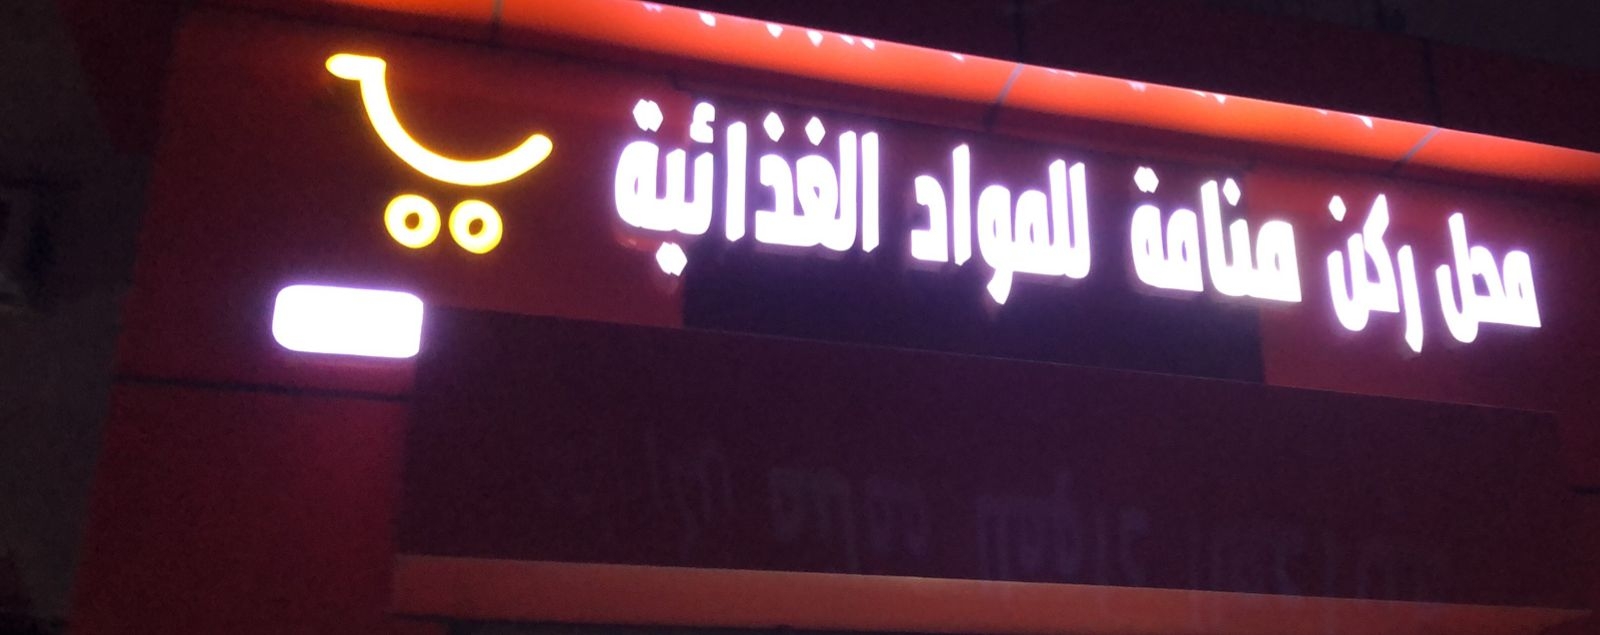 محل ركن منامة للمواد الغذائية